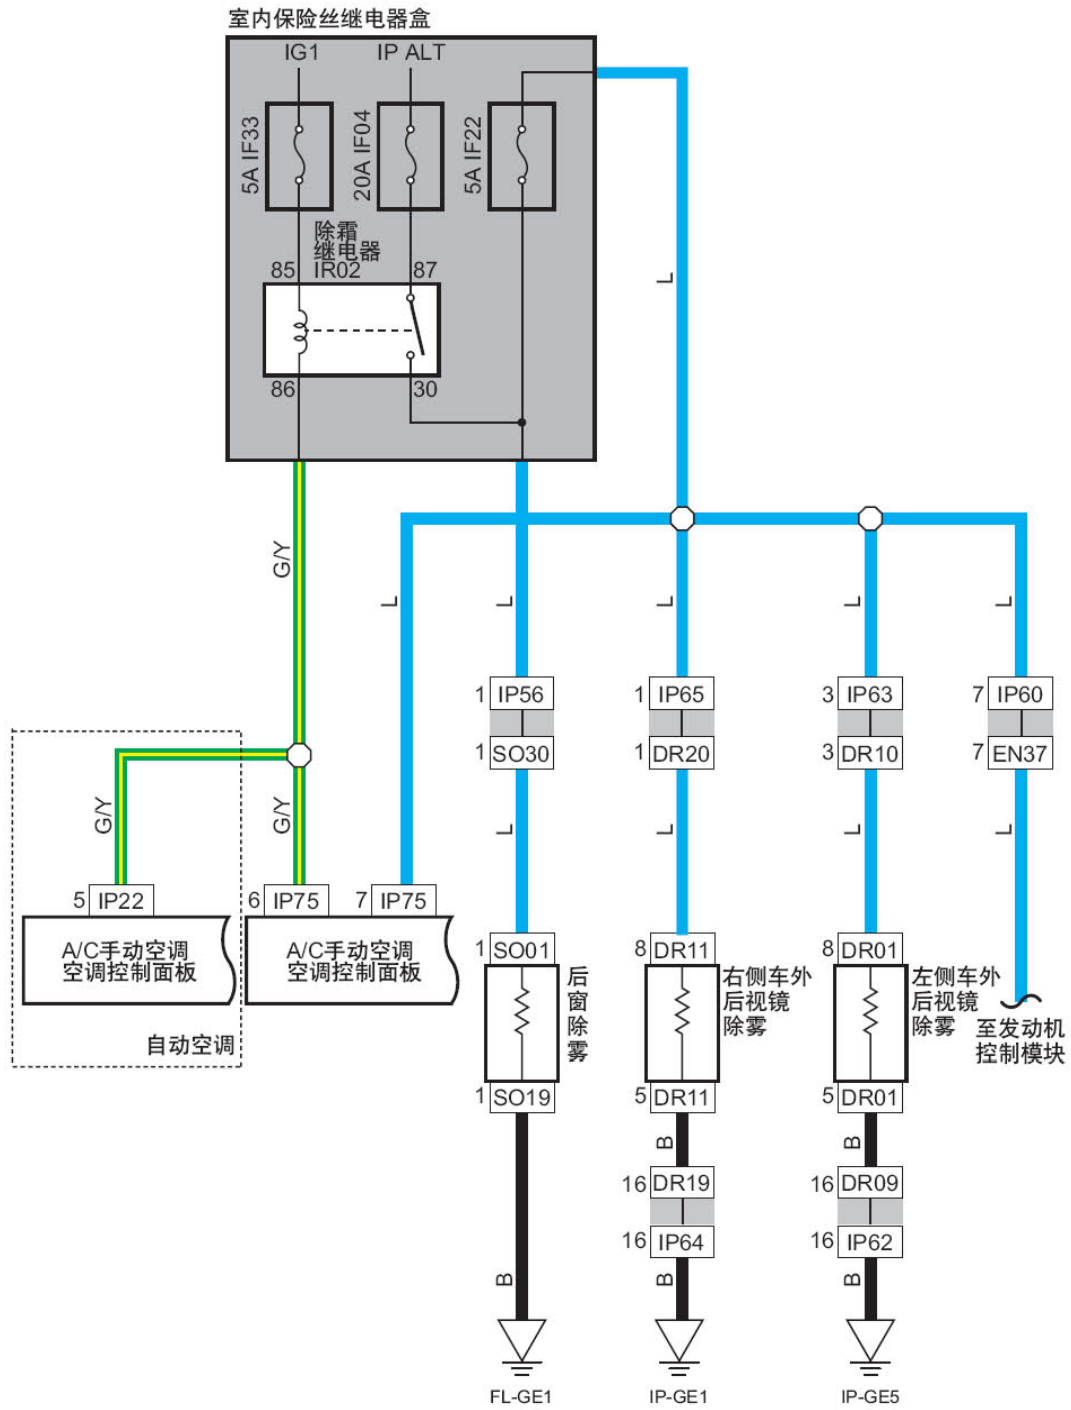 室内保险丝继电器盒
IG1
IP ALT
5A IF33
20A IF04
5A IF22
除霜
继电器
85
IR02
87
86
30
L
G/Y
L
L
L
L
L
1
IP56
1
IP65
3
IP63
7
IP60
1
SO30
1
DR20
3
DR10
7
EN37
G/Y
G/Y
L
L
L
L
5
IP22
6
IP75
7
IP75
A/C手动空调
空调控制面板
A/C手动空调
空调控制面板
自动空调
1
SO01
8
DR11
8
DR01
后
窗
除
雾
右侧车外
后视镜
除雾
左侧车外
后视镜
除雾
至发动机
控制模块
1
SO19
5
DR11
5
DR01
B
B
16
DR19
16
DR09
16
IP64
16
IP62
B
B
B
FL-GE1
IP-GE1
IP-GE5